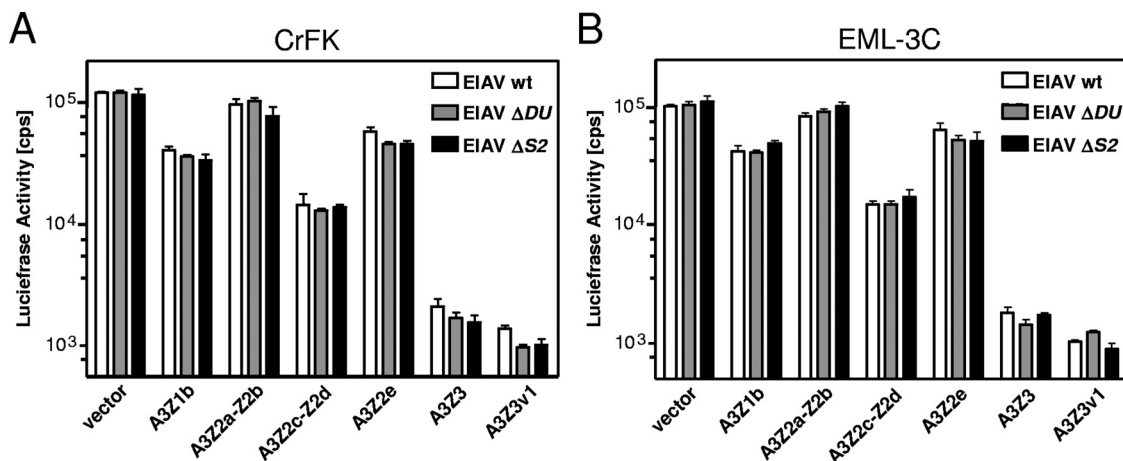 A
CrFK
Luciefrase Activity [cps]
10^5
10^4
10^3
EIAV wt
EIAV ΔDU
EIAV ΔS2
vector
A3Z1b
A3Z2a-Z2b
A3Z2c-Z2d
A3Z2e
A3Z3
A3Z3v1
B
EML-3C
Luciefrase Activity [cps]
10^5
10^4
10^3
EIAV wt
EIAV ΔDU
EIAV ΔS2
vector
A3Z1b
A3Z2a-Z2b
A3Z2c-Z2d
A3Z2e
A3Z3
A3Z3v1